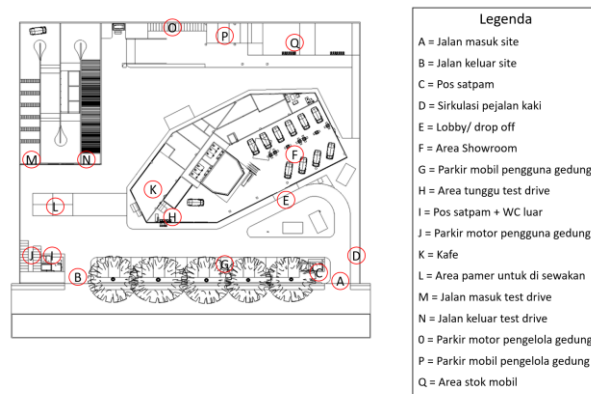 O
P
Q
M
N
F
K
E
H
L
J
I
G
D
B
C
A
Legenda
A = Jalan masuk site
B = Jalan keluar site
C = Pos satpam
D = Sirkulasi pejalan kaki
E = Lobby/ drop off
F = Area Showroom
G = Parkir mobil pengguna gedung
H = Area tunggu test drive
I = Pos satpam + WC luar
J = Parkir motor pengguna gedung
K = Kafe
L = Area pamer untuk di sewakan
M = Jalan masuk test drive
N = Jalan keluar test drive
0 = Parkir motor pengelola gedung
P = Parkir mobil pengelola gedung
Q = Area stok mobil